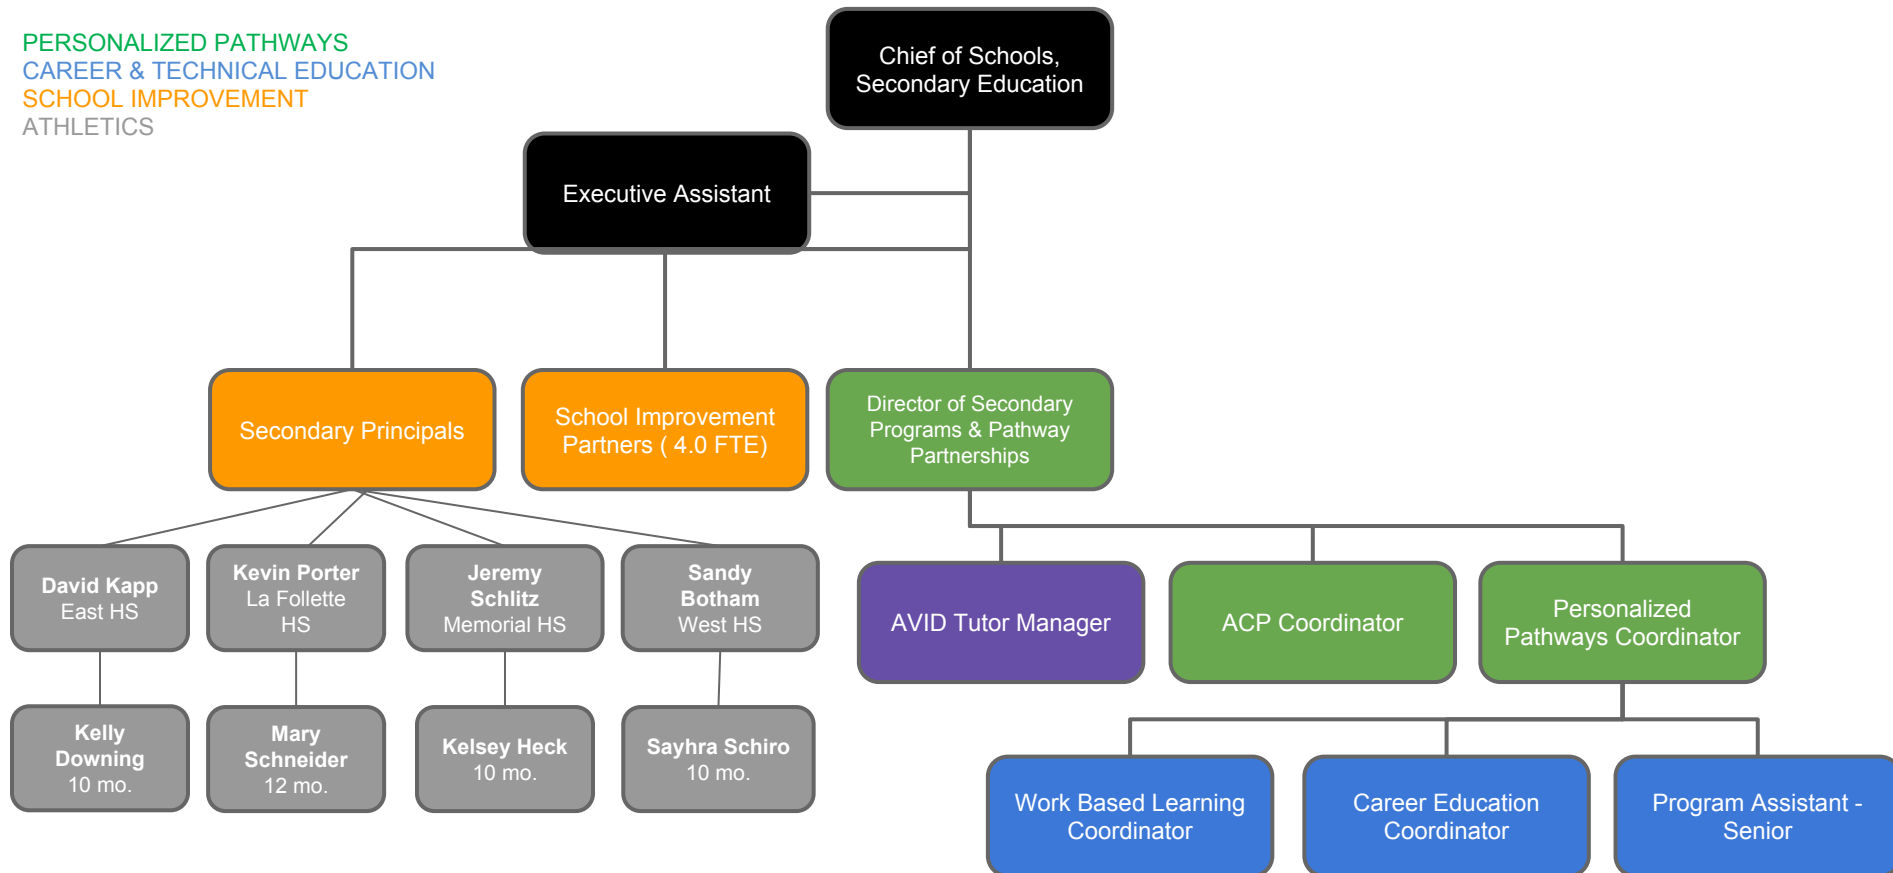 PERSONALIZED PATHWAYS
CAREER & TECHNICAL EDUCATION
SCHOOL IMPROVEMENT
ATHLETICS
Chief of Schools,
Secondary Education
Executive Assistant
Secondary Principals
School Improvement
Partners ( 4.0 FTE)
Director of Secondary
Programs & Pathway
Partnerships
David Kapp
East HS
Kevin Porter
La Follette
HS
Jeremy
Schlitz
Memorial HS
Sandy
Botham
West HS
AVID Tutor Manager
ACP Coordinator
Personalized
Pathways Coordinator
Kelly
Downing
10 mo.
Mary
Schneider
12 mo.
Kelsey Heck
10 mo.
Sayhra Schiro
10 mo.
Work Based Learning
Coordinator
Career Education
Coordinator
Program Assistant -
Senior